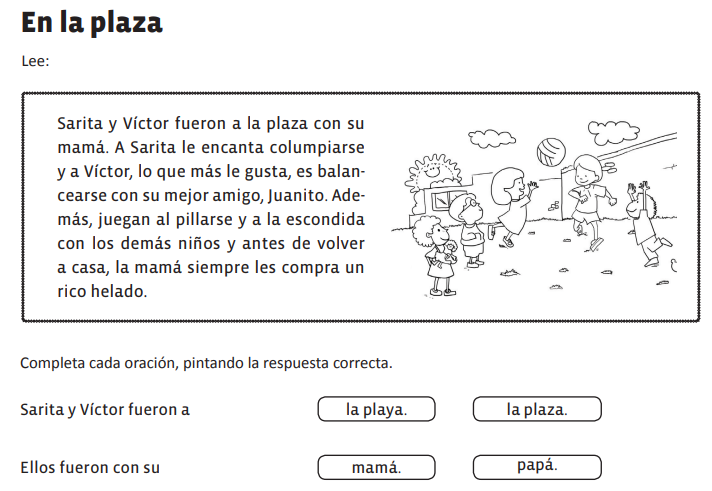 En la plaza
Lee:
Sarita y Víctor fueron a la plaza con su
mamá. A Sarita le encanta columpiarse
y a Víctor, lo que más le gusta, es balan-
cearse con su mejor amigo, Juanito. Ade-
más, juegan al pillarse y a la escondida
con los demás niños y antes de volver
a casa, la mamá siempre les compra un
rico helado.
Completa cada oración, pintando la respuesta correcta.
Sarita y Víctor fueron a la playa. la plaza.
Ellos fueron con su mamá. papá.